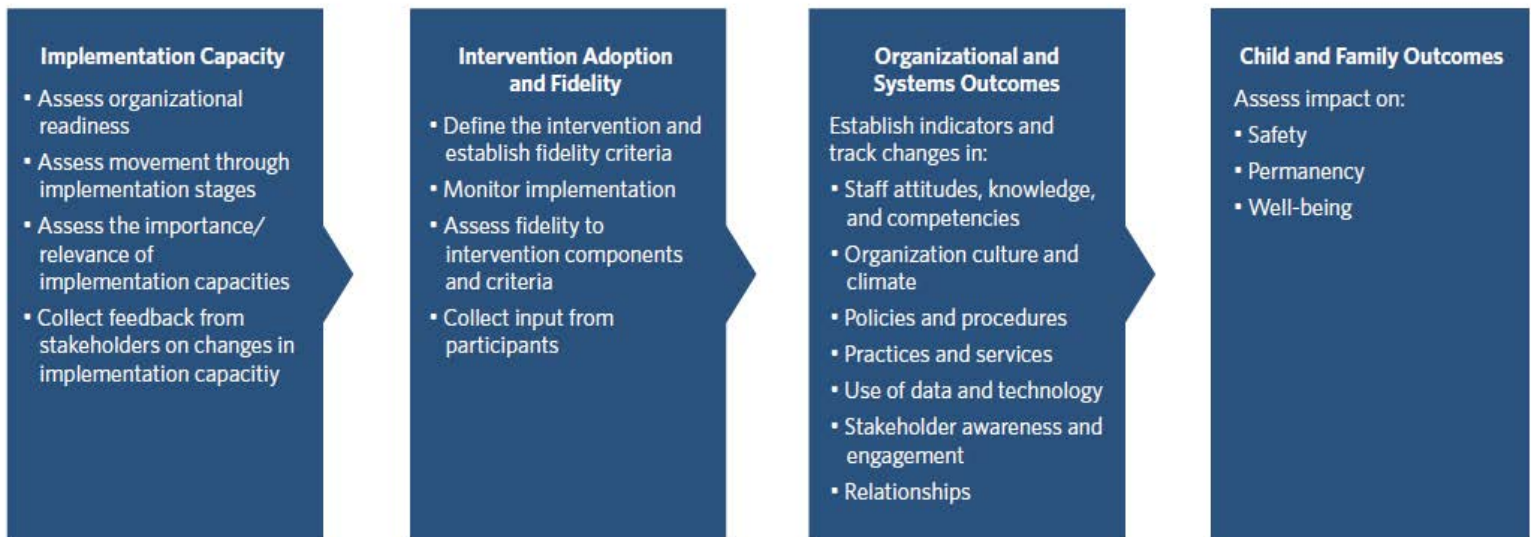 Implementation Capacity
▪ Assess organizational
readiness
▪ Assess movement through
implementation stages
▪ Assess the importance/
relevance of
implementation capacities
▪ Collect feedback from
stakeholders on changes in
implementation capacitiy
Intervention Adoption
and Fidelity
▪ Define the intervention and
establish fidelity criteria
▪ Monitor implementation
▪ Assess fidelity to
intervention components
and criteria
▪ Collect input from
participants
Organizational and
Systems Outcomes
Establish indicators and
track changes in:
▪ Staff attitudes, knowledge,
and competencies
▪ Organization culture and
climate
▪ Policies and procedures
▪ Practices and services
▪ Use of data and technology
▪ Stakeholder awareness and
engagement
▪ Relationships
Child and Family Outcomes
Assess impact on:
▪ Safety
▪ Permanency
▪ Well-being